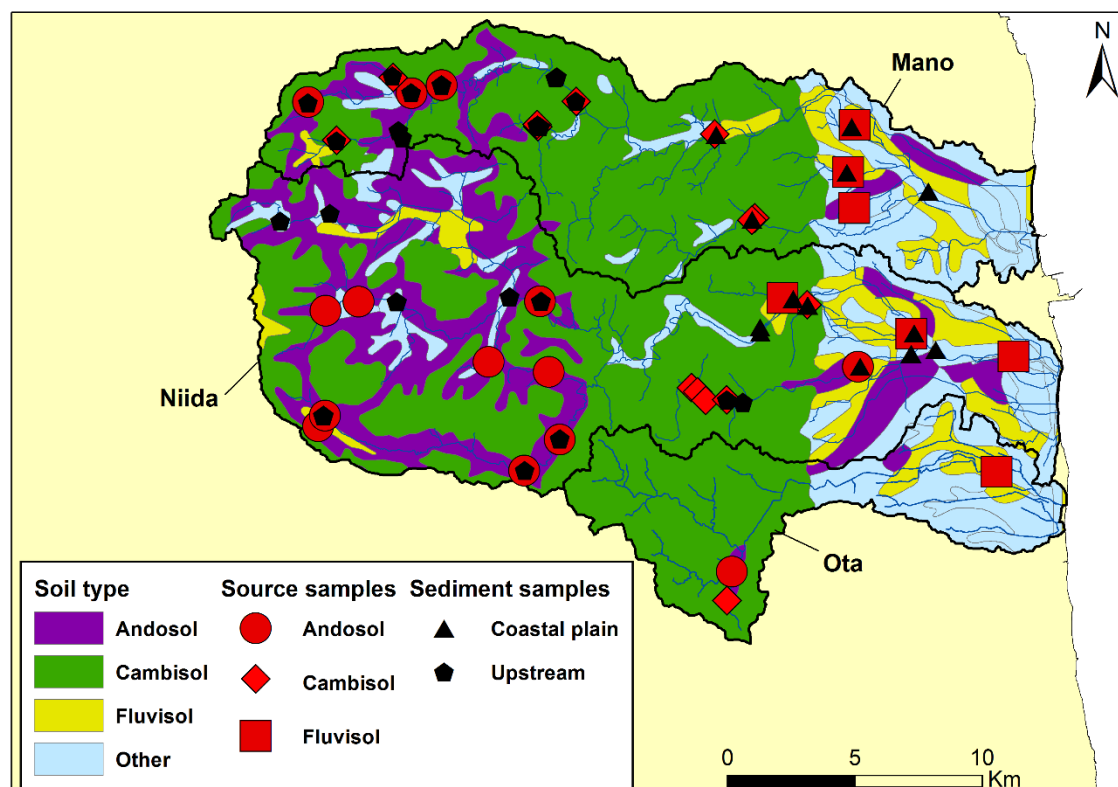 N
Mano
Niida
Ota
Soil type
Andosol
Cambisol
Fluvisol
Other
Source samples
Andosol
Cambisol
Fluvisol
Sediment samples
Coastal plain
Upstream
0 5 10
Km